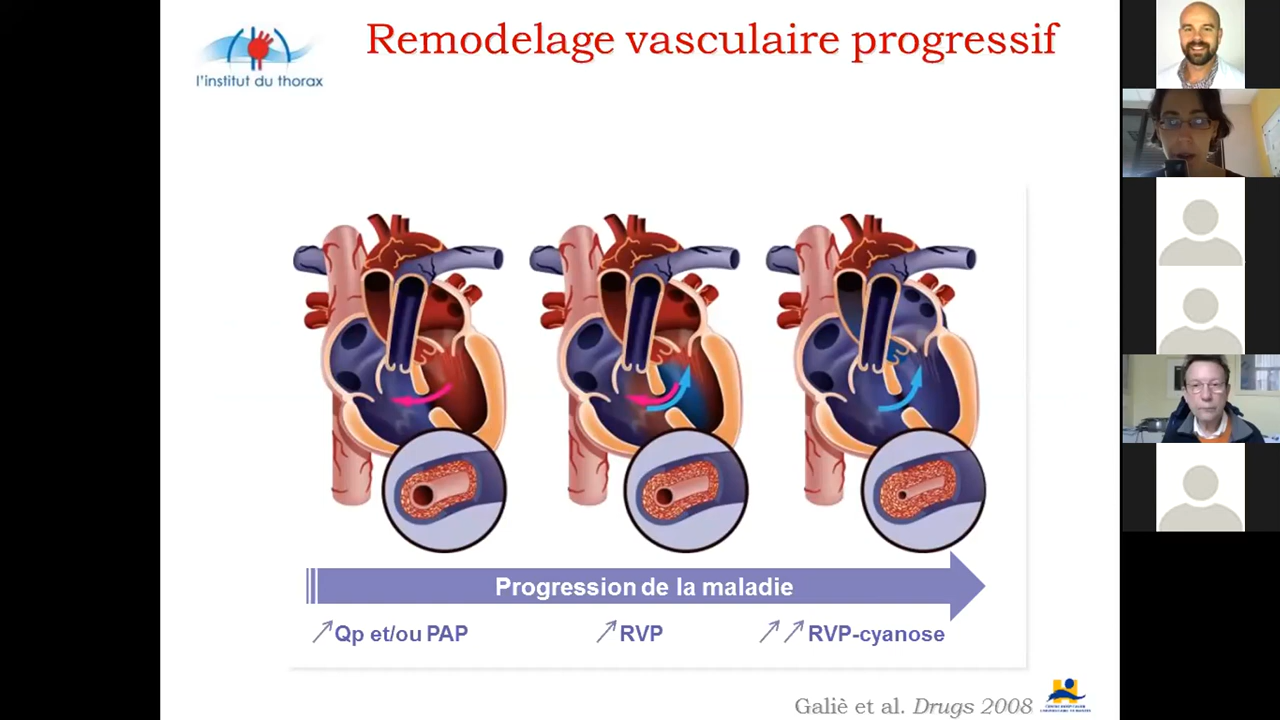 Remodelage vasculaire progressif
l'institut du thorax
Progression de la maladie
Qp et/ou PAP
RVP
RVP-cyanose
Galiè et al. Drugs 2008